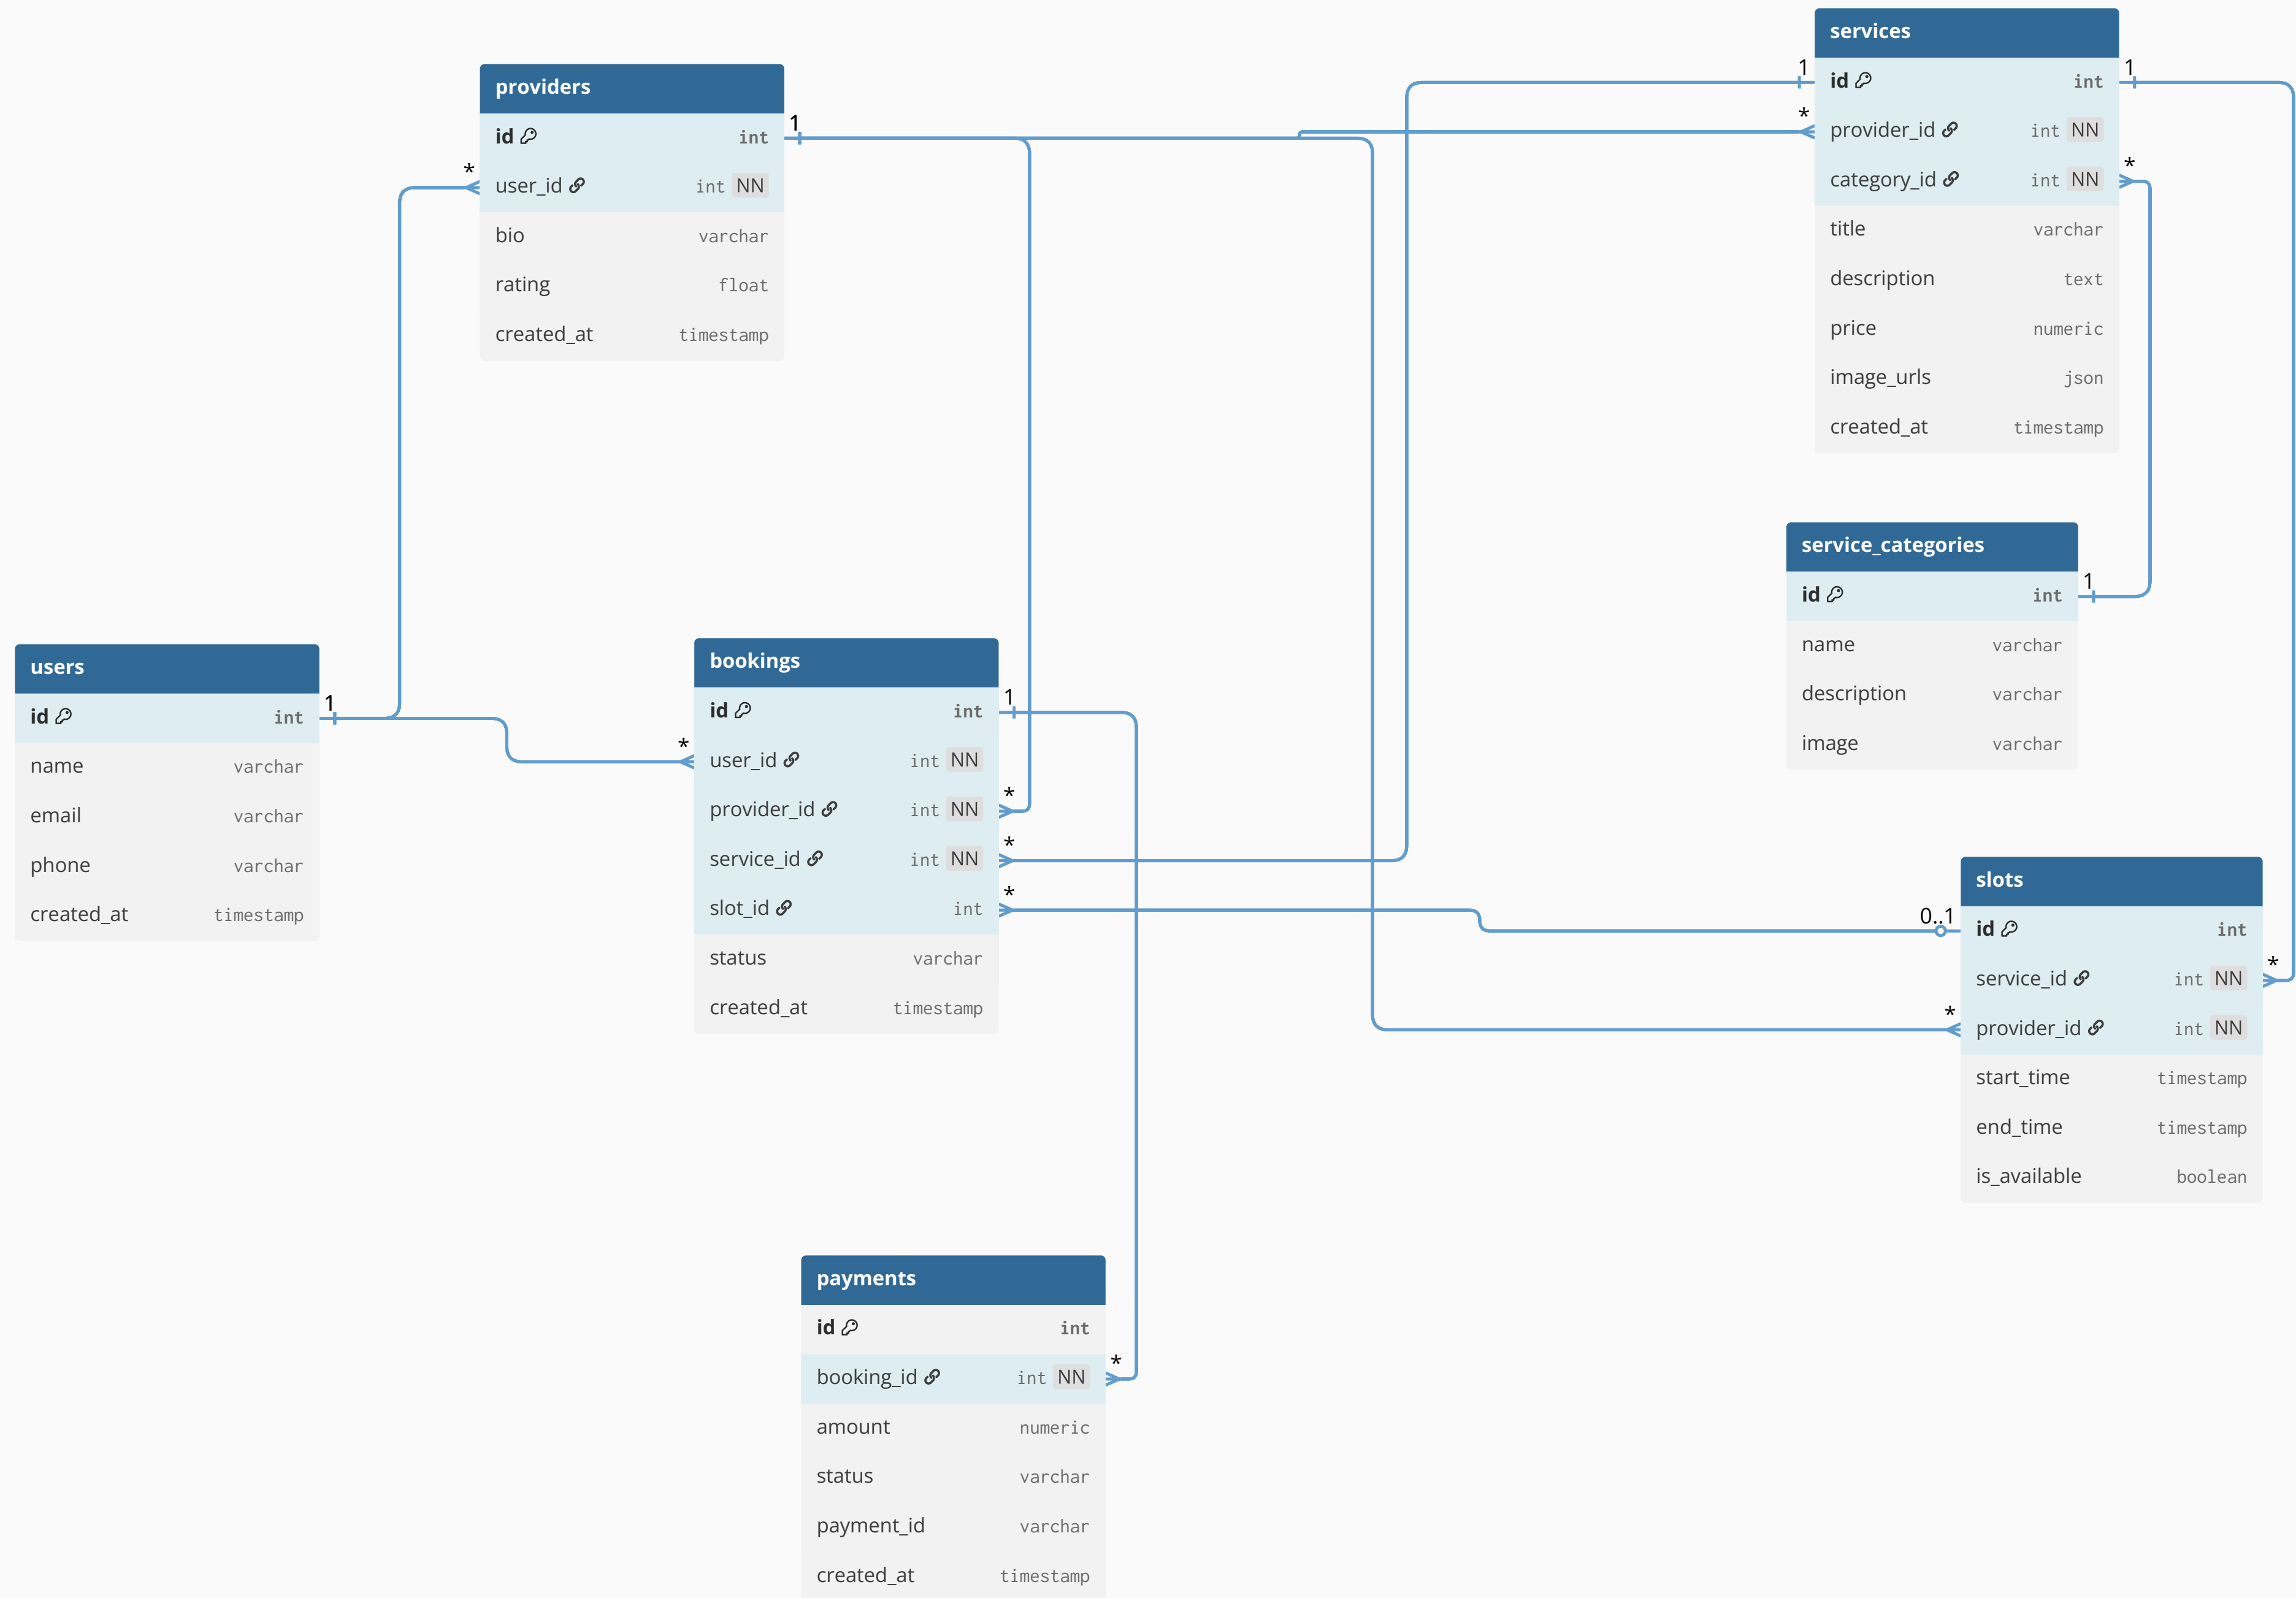 services
1
id int
1
* provider_id int NN
category_id int NN *
title varchar
description text
price numeric
image_urls json
created_at timestamp
providers
id int 1
* user_id int NN
bio varchar
rating float
created_at timestamp
service_categories
id int 1
name varchar
description varchar
image varchar
users
id int 1
name varchar
email varchar
phone varchar
created_at timestamp
bookings
id int 1
* user_id int NN
provider_id int NN *
service_id int NN *
slot_id int *
status varchar
created_at timestamp
slots
0..1 id int
service_id int NN *
* provider_id int NN
start_time timestamp
end_time timestamp
is_available boolean
payments
id int
booking_id int NN *
amount numeric
status varchar
payment_id varchar
created_at timestamp